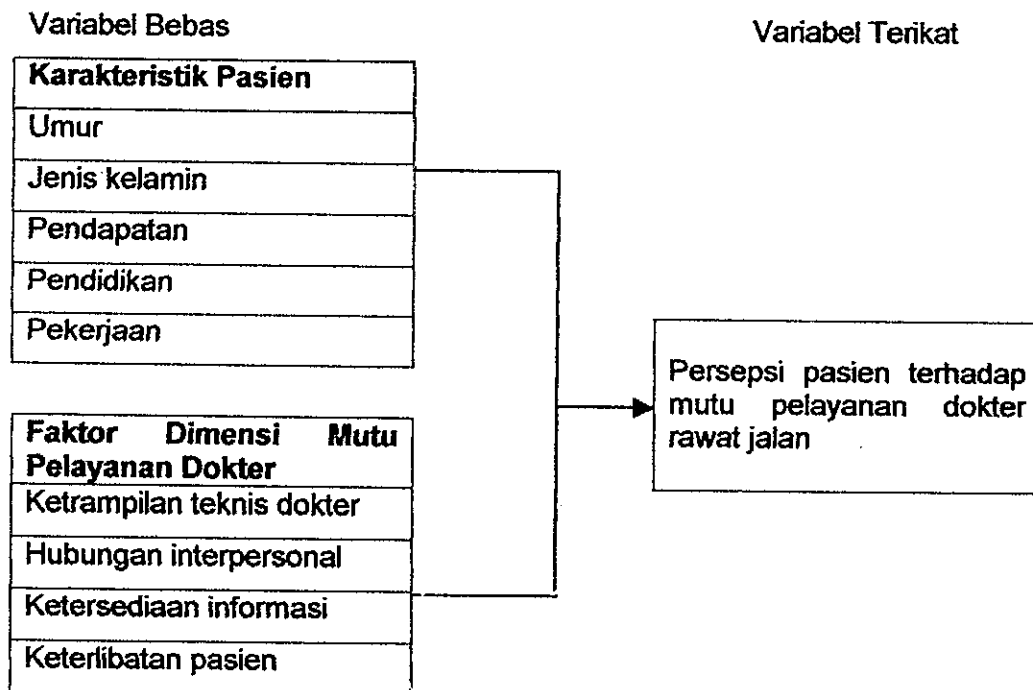 Variabel Bebas
Variabel Terikat
Karakteristik Pasien
Umur
Jenis kelamin
Pendapatan
Pendidikan
Pekerjaan
Faktor Dimensi Mutu
Pelayanan Dokter
Ketrampilan teknis dokter
Hubungan interpersonal
Ketersediaan informasi
Keterlibatan pasien
Persepsi pasien terhadap
mutu pelayanan dokter
rawat jalan